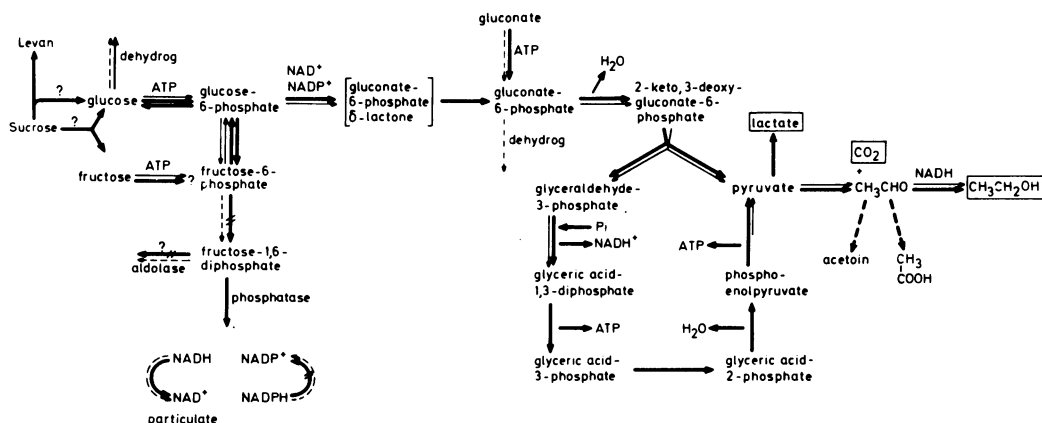 gluconate
ATP
Levan
dehydrog
?
glucose
ATP
glucose-
6-phosphate
NAD⁺
NADP⁺
gluconate-
6-phosphate
δ-lactone
gluconate-
6-phosphate
H₂O
2-keto,3-deoxy-
gluconate-6-
phosphate
Sucrose
?
dehydrog
lactate
fructose
ATP
?
fructose-6-
phosphate
glyceraldehyde-
3-phosphate
pyruvate
CO₂
+
CH₃CHO
NADH
CH₃CH₂OH
Pi
NADH⁺
ATP
acetoin
CH₃
COOH
?
aldolase
fructose-1,6-
diphosphate
glyceric acid-
1,3-diphosphate
phospho-
enolpyruvate
phosphatase
ATP
H₂O
NADH
NADP⁺
glyceric acid-
3-phosphate
glyceric acid-
2-phosphate
NAD⁺
NADPH
particulate